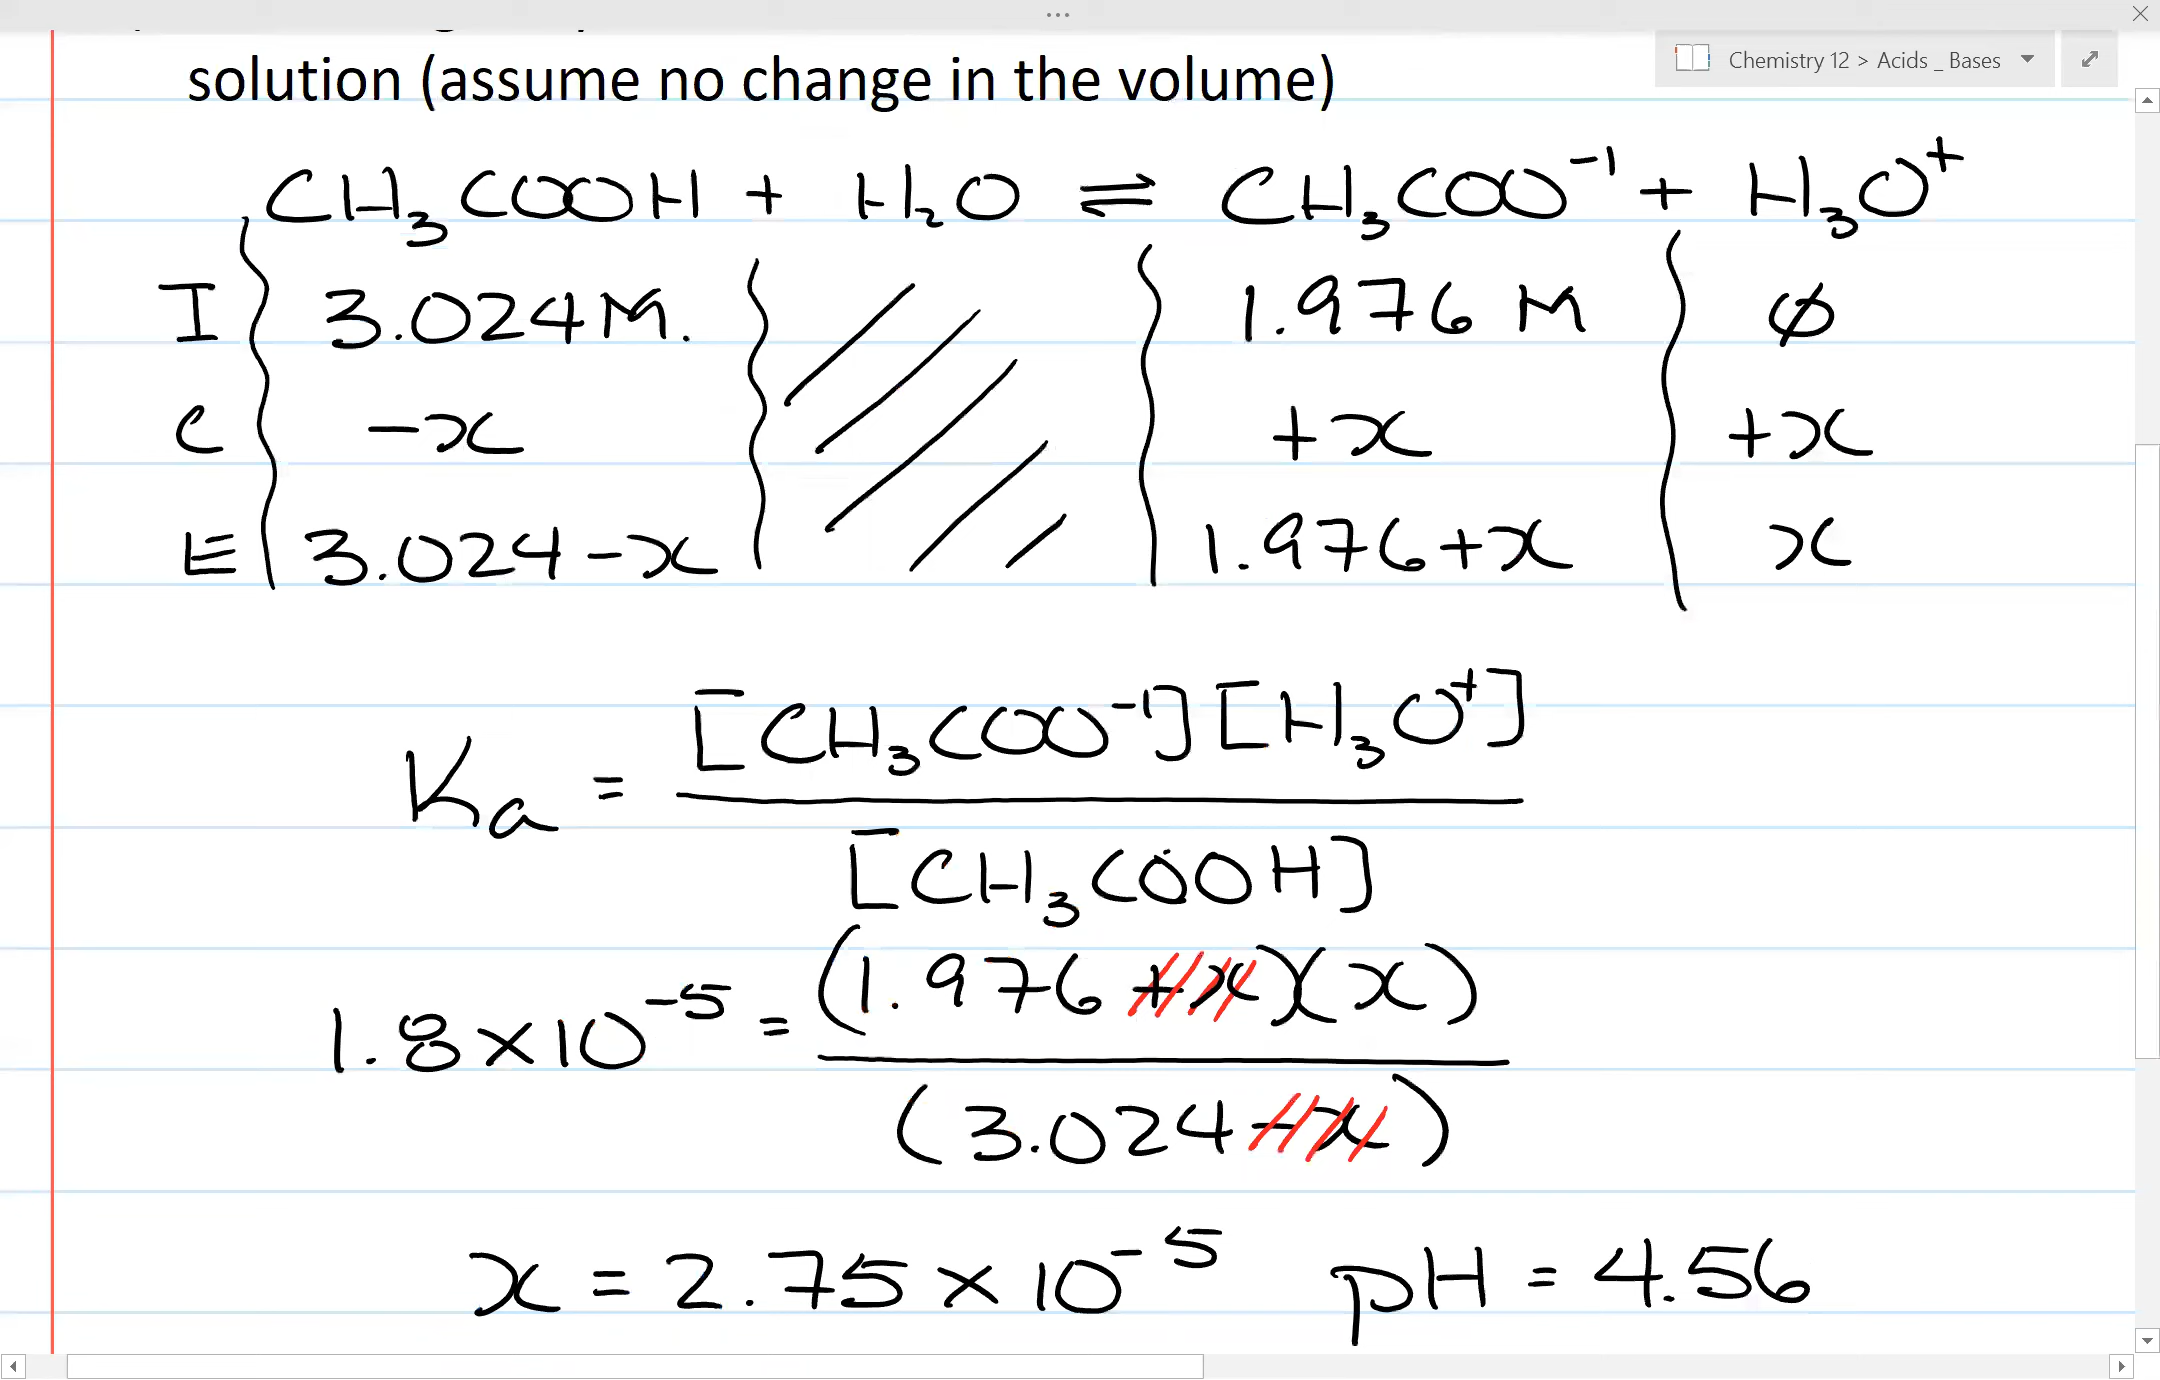 Chemistry 12 > Acids _ Bases
solution (assume no change in the volume)
CH₃COOH + H₂O ⇌ CH₃COO⁻¹ + H₃O⁺
I 3.024M. 1.976 M ∅
C -x +x +x
E 3.024-x 1.976+x x
Ka = [CH₃COO⁻¹][H₃O⁺]
[CH₃COOH]
1.8×10⁻⁵ = (1.976 +x)(x)
(3.024-x)
x = 2.75×10⁻⁵ pH = 4.56